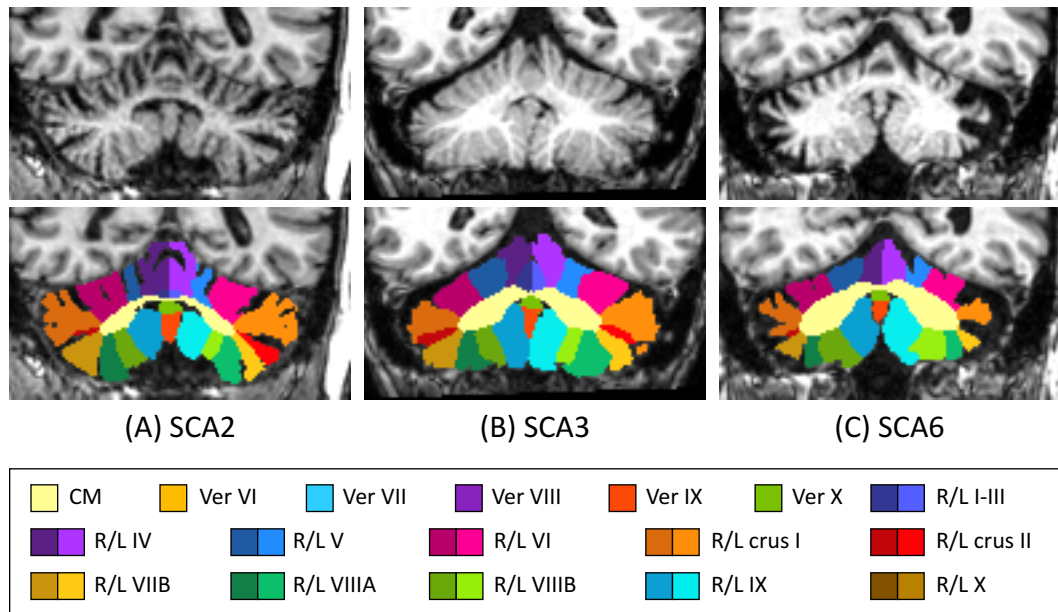 (A) SCA2 (B) SCA3 (C) SCA6
CM Ver VI Ver VII Ver VIII Ver IX Ver X R/L I-III
R/L IV R/L V R/L VI R/L crus I R/L crus II
R/L VIIB R/L VIIIA R/L VIIIB R/L IX R/L X